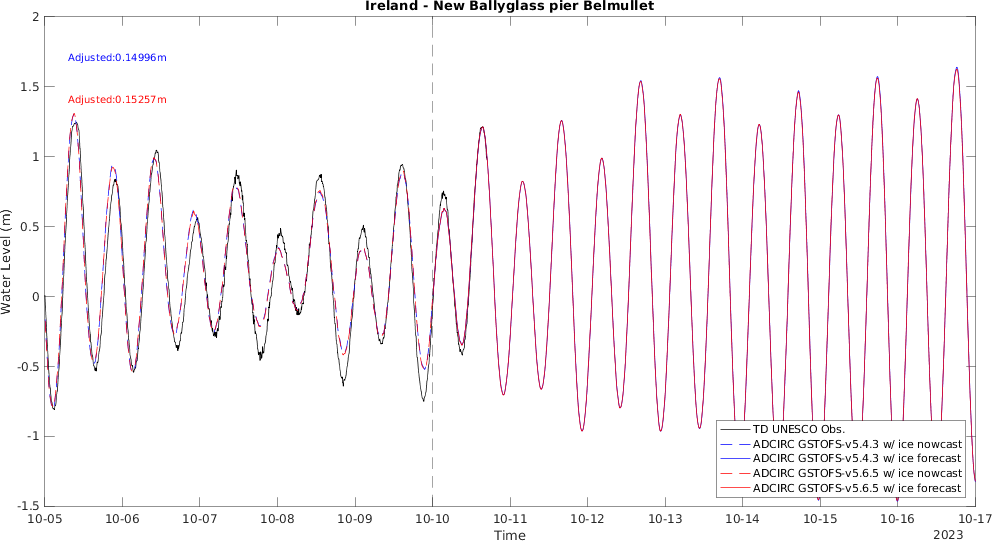 Ireland - New Ballyglass pier Belmullet
2
Adjusted:0.14996m
1.5
Adjusted:0.15257m
1
0.5
0
-0.5
-1
-1.5
Water Level (m)
TD UNESCO Obs.
ADCIRC GSTOFS-v5.4.3 w/ ice nowcast
ADCIRC GSTOFS-v5.4.3 w/ ice forecast
ADCIRC GSTOFS-v5.6.5 w/ ice nowcast
ADCIRC GSTOFS-v5.6.5 w/ ice forecast
10-05 10-06 10-07 10-08 10-09 10-10 10-11 10-12 10-13 10-14 10-15 10-16 10-17
Time
2023